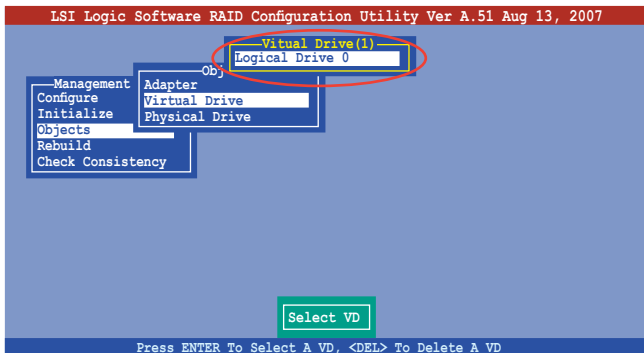 LSI Logic Software RAID Configuration Utility Ver A.51 Aug 13, 2007
Vitual Drive(1)
Logical Drive 0
Obj
Adapter
Virtual Drive
Physical Drive
Management
Configure
Initialize
Objects
Rebuild
Check Consistency
Select VD
Press ENTER To Select A VD, <DEL> To Delete A VD